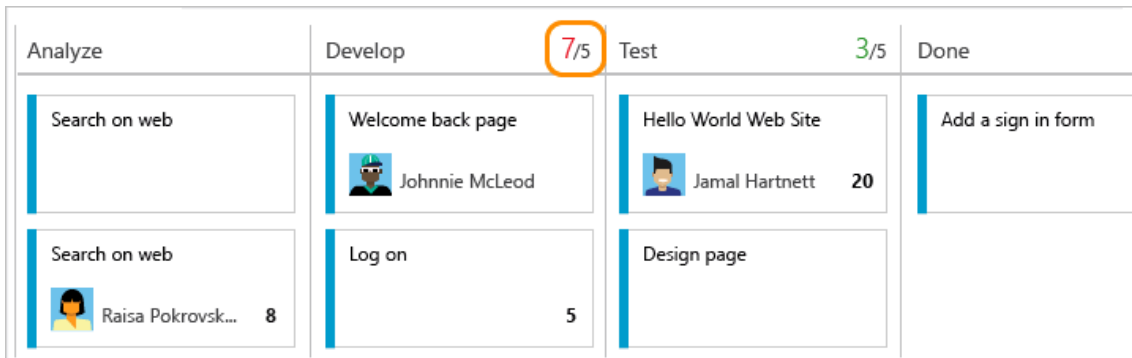 Analyze
Develop
7/5
Test
3/5
Done
Search on web
Welcome back page
Johnnie McLeod
Hello World Web Site
Jamal Hartnett 20
Add a sign in form
Search on web
Raisa Pokrovsk... 8
Log on
5
Design page